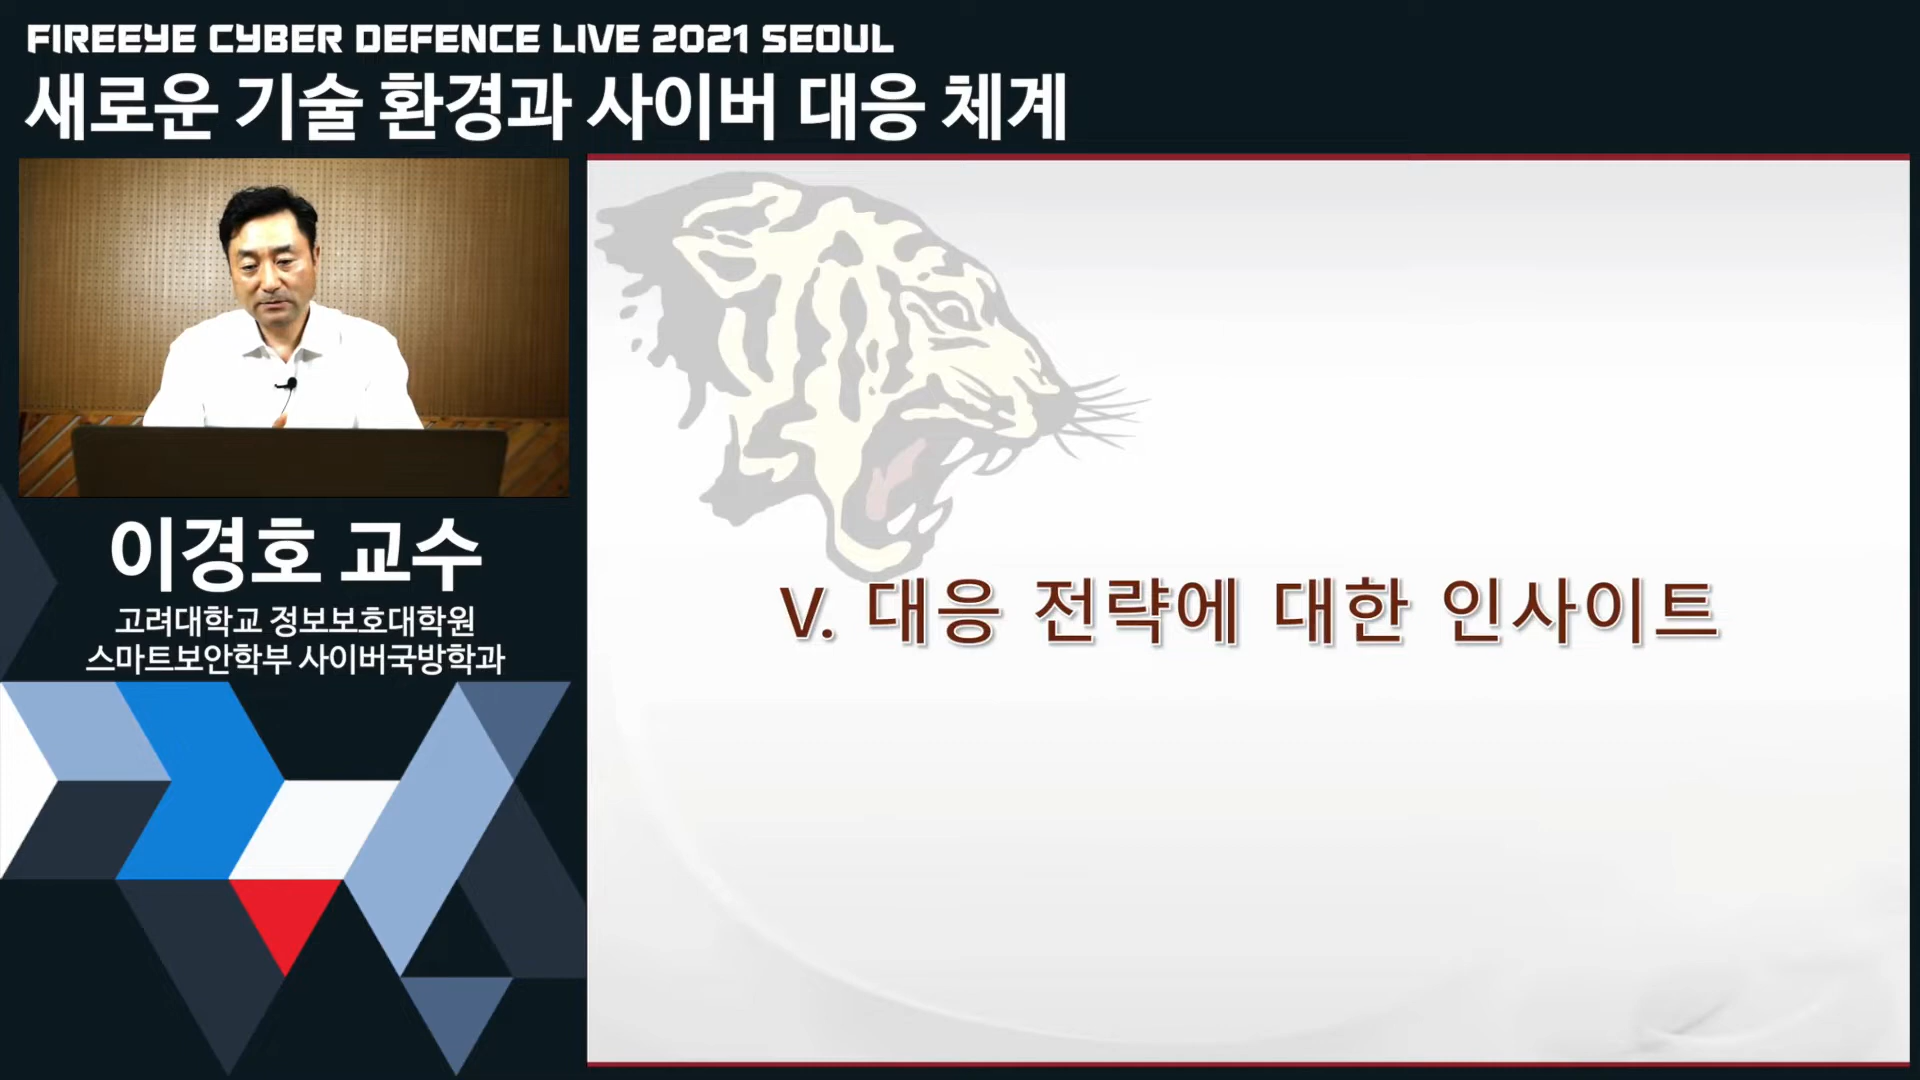 FIREEYE CYBER DEFENCE LIVE 2021 SEOUL
새로운 기술 환경과 사이버 대응 체계
이경호 교수
고려대학교 정보보호대학원
스마트보안학부 사이버국방학과
V. 대응 전략에 대한 인사이트